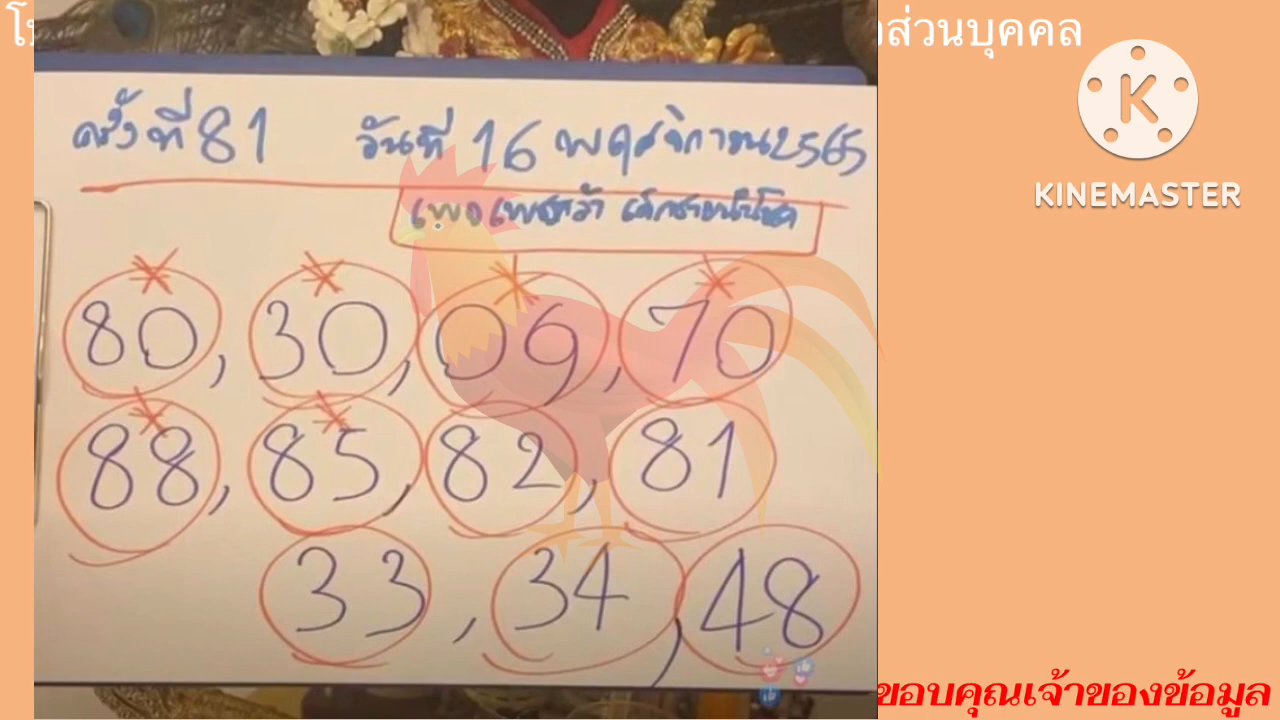 ส่วนบุคคล
KINEMASTER
ครั้งที่ 81 วันที่ 16 พฤศจิกายน 2565
80, 30, 09, 70
88, 85, 82, 81
33, 34, 48
ขอบคุณเจ้าของข้อมูล